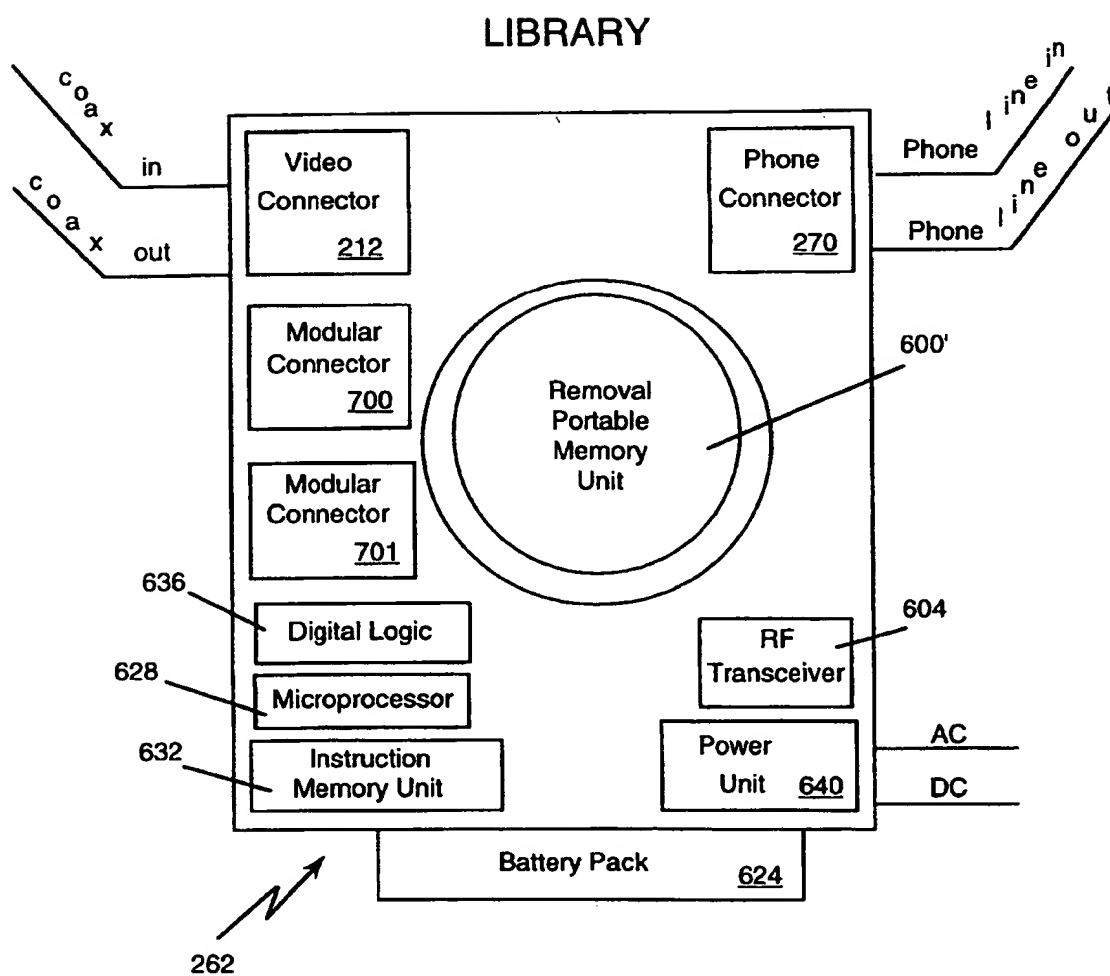 LIBRARY
coax
in
coax
out
Phone line in
Phone line out
Video
Connector
212
Phone
Connector
270
Modular
Connector
700
Removal
Portable
Memory
Unit
600'
Modular
Connector
701
636
Digital Logic
628
Microprocessor
632
Instruction
Memory Unit
RF
Transceiver
604
Power
Unit
640
AC
DC
Battery Pack
624
262